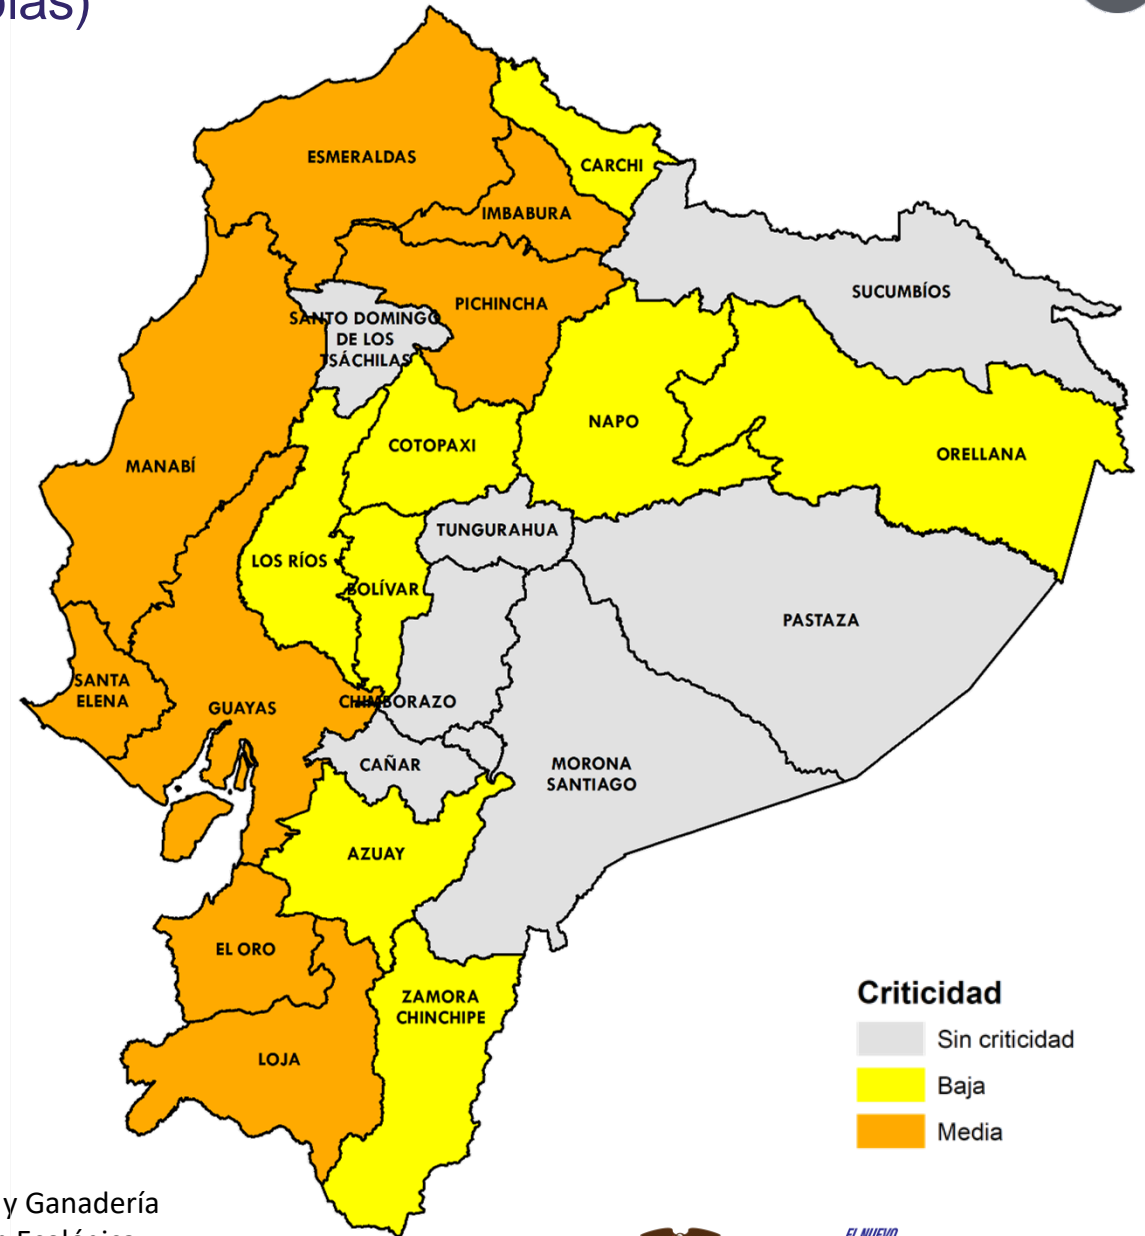 ESMERALDAS
CARCHI
IMBABURA
SUCUMBÍOS
PICHINCHA
SANTO DOMINGO
DE LOS
TSÁCHILAS
NAPO
COTOPAXI
ORELLANA
MANABÍ
TUNGURAHUA
LOS RÍOS
BOLÍVAR
PASTAZA
SANTA
ELENA
GUAYAS
CHIMBORAZO
CAÑAR
MORONA
SANTIAGO
AZUAY
EL ORO
ZAMORA
CHINCHIPE
LOJA
Criticidad
Sin criticidad
Baja
Media
y Ganadería
EL NUEVO